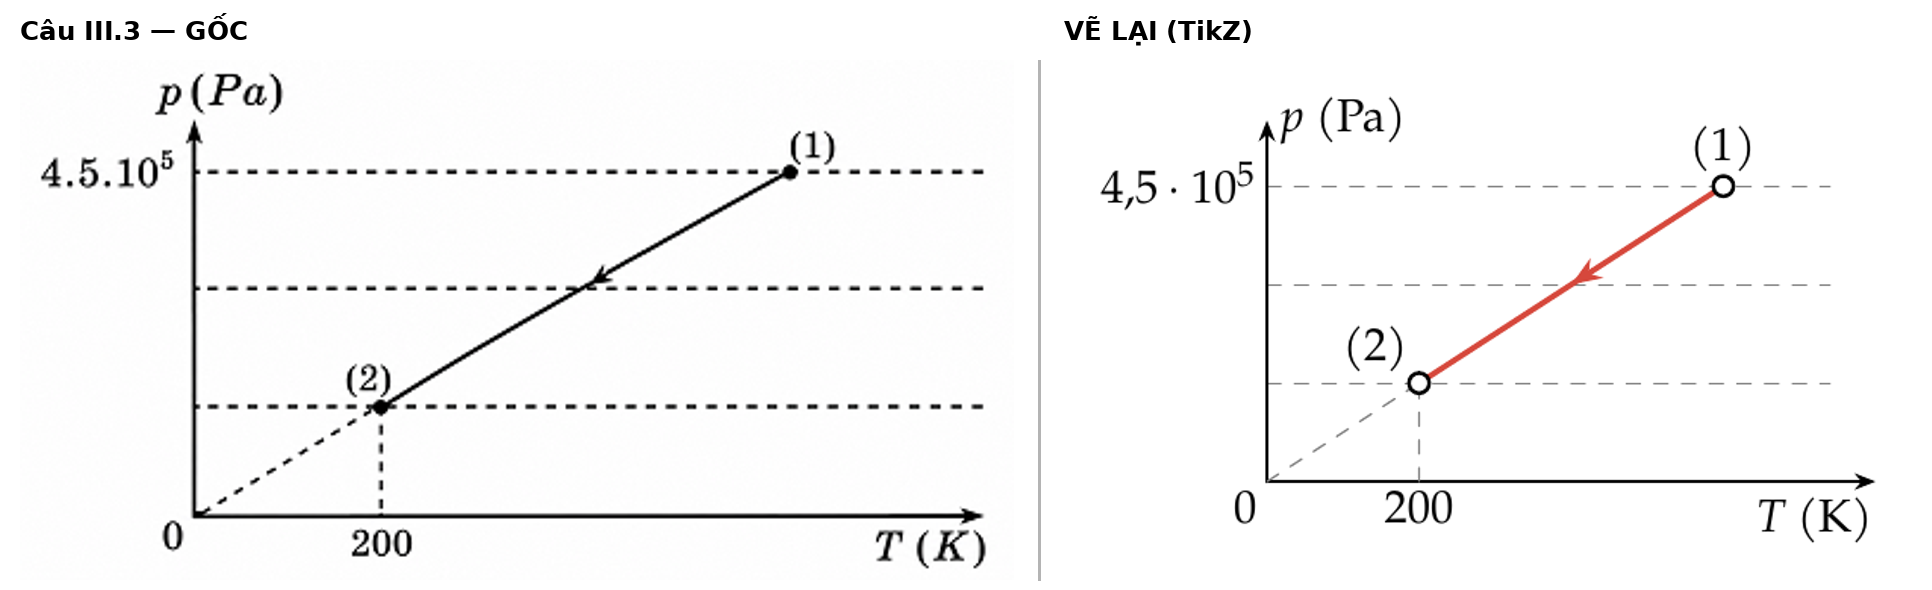 Câu III.3 — GỐC
p (Pa)
4.5.10⁵
(1)
(2)
0
200
T (K)
VẼ LẠI (TikZ)
p (Pa)
4,5 · 10⁵
(1)
(2)
0
200
T (K)